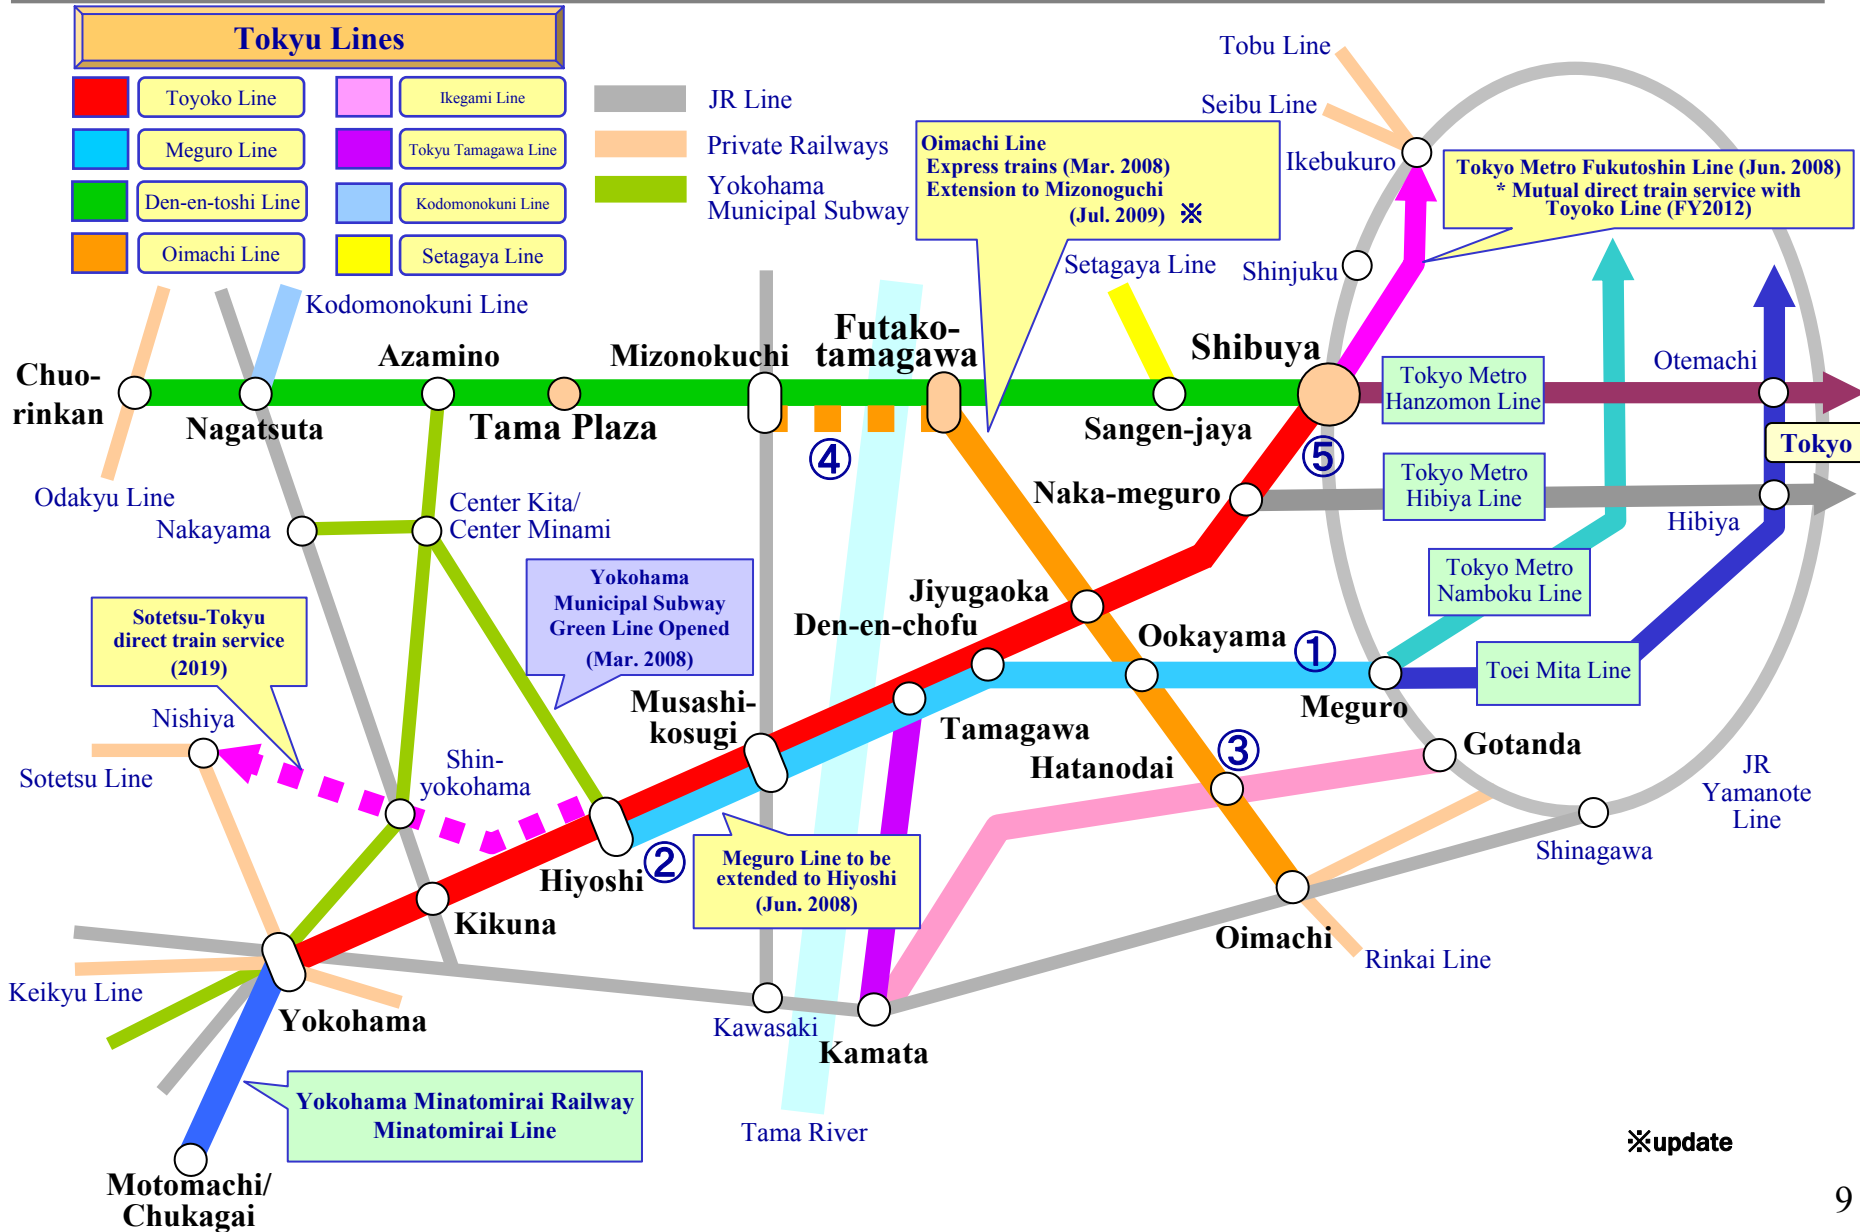 Tokyu Lines
Toyoko Line
Ikegami Line
JR Line
Meguro Line
Tokyu Tamagawa Line
Private Railways
Den-en-toshi Line
Kodomonokuni Line
Yokohama
Municipal Subway
Oimachi Line
Setagaya Line
Oimachi Line
Express trains (Mar. 2008)
Extension to Mizonoguchi
(Jul. 2009) ※
Tobu Line
Seibu Line
Ikebukuro
Tokyo Metro Fukutoshin Line (Jun. 2008)
* Mutual direct train service with
Toyoko Line (FY2012)
Setagaya Line
Shinjuku
Kodomonokuni Line
Chuo-
rinkan
Nagatsuta
Azamino
Tama Plaza
Mizonokuchi
Futako-
tamagawa
Sangen-jaya
Shibuya
Tokyo Metro
Hanzomon Line
Otemachi
Tokyo
④
⑤
Odakyu Line
Nakayama
Center Kita/
Center Minami
Naka-meguro
Tokyo Metro
Hibiya Line
Hibiya
Yokohama
Municipal Subway
Green Line Opened
(Mar. 2008)
Tokyo Metro
Namboku Line
Jiyugaoka
Den-en-chofu
Ookayama
①
Sotetsu-Tokyu
direct train service
(2019)
Toei Mita Line
Meguro
Nishiya
Sotetsu Line
Shin-
yokohama
Musashi-
kosugi
Tamagawa
Hatanodai
③
Gotanda
JR
Yamanote
Line
Shinagawa
Hiyoshi
②
Meguro Line to be
extended to Hiyoshi
(Jun. 2008)
Kikuna
Oimachi
Rinkai Line
Keikyu Line
Yokohama
Kawasaki
Kamata
Yokohama Minatomirai Railway
Minatomirai Line
Tama River
Motomachi/
Chukagai
※update
9